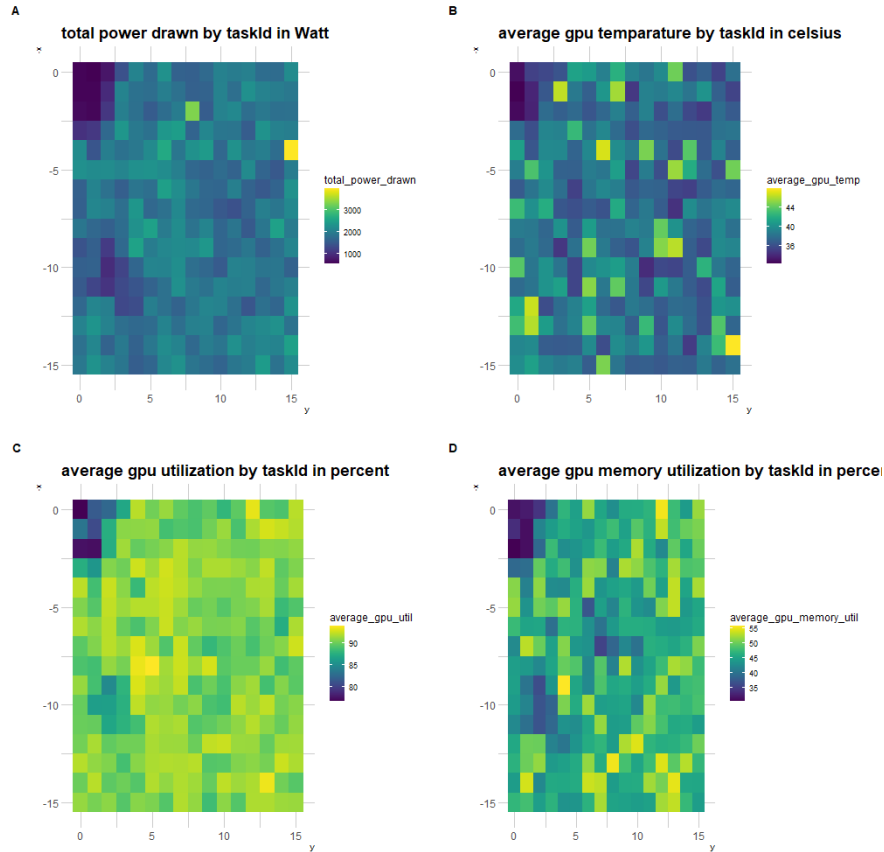 A
total power drawn by taskId in Watt
x
0
-5
-10
-15
0
5
10
15
y
total_power_drawn
3000
2000
1000
B
average gpu temparature by taskId in celsius
x
0
-5
-10
-15
0
5
10
15
y
average_gpu_temp
44
40
36
C
average gpu utilization by taskId in percent
x
0
-5
-10
-15
0
5
10
15
y
average_gpu_util
90
85
80
D
average gpu memory utilization by taskId in percer
x
0
-5
-10
-15
0
5
10
15
y
average_gpu_memory_util
55
50
45
40
35